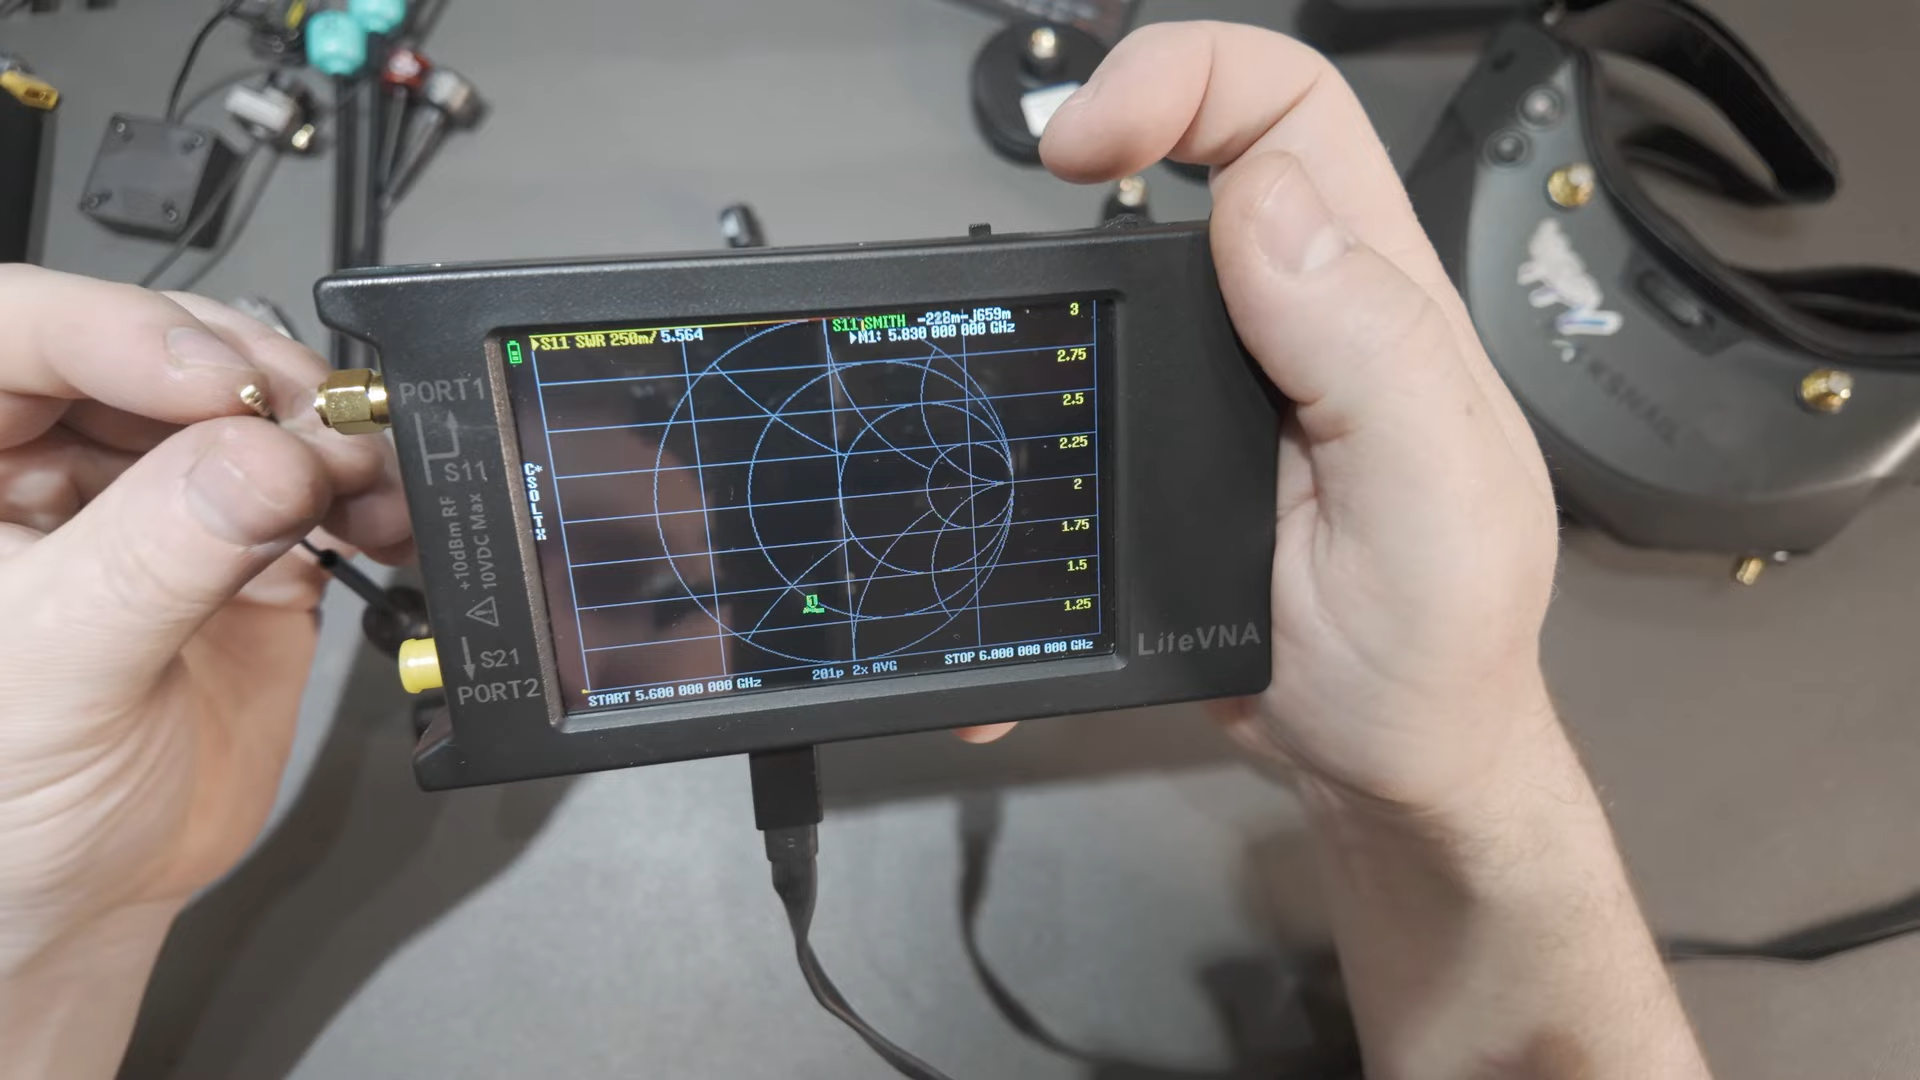 S11 SWR 250m/ 5.564
S11 SMITH -228m-j659m
M1: 5.830 000 000 GHz
3
2.75
2.5
2.25
2
1.75
1.5
1.25
C*
S
O
L
T
X
1
START 5.600 000 000 GHz
201p 2x AVG
STOP 6.000 000 000 GHz
PORT1
S11
+10dBm RF
10VDC Max
S21
PORT2
LiteVNA